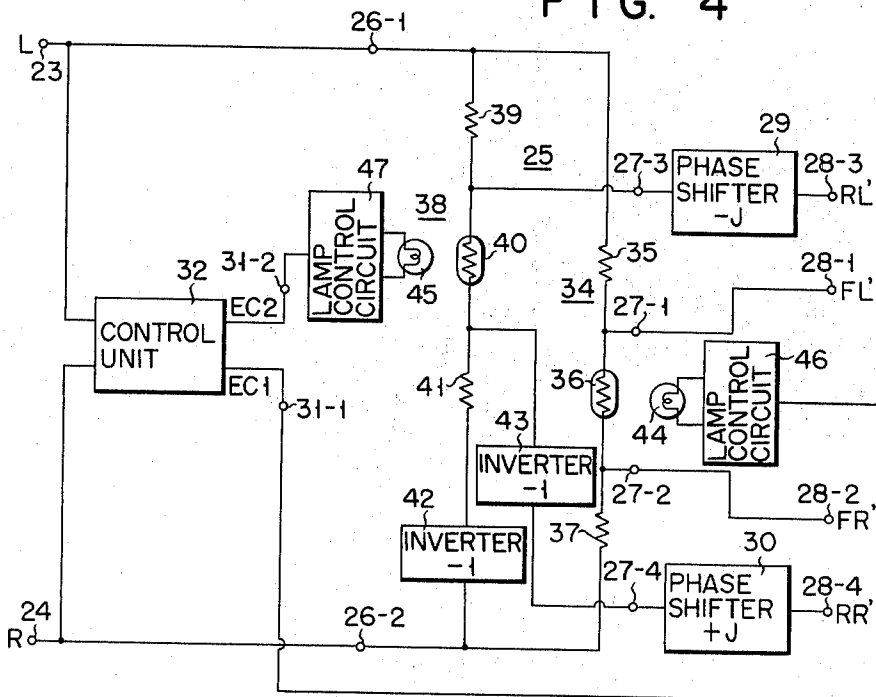 FIG. 4
26-1
L
23
39
29
25
27-3
PHASE
SHIFTER
-J
28-3
RL'
47
38
LAMP
CONTROL
CIRCUIT
40
45
35
31-2
32
34
28-1
FL'
27-1
EC2
CONTROL
UNIT
EC1
31-1
41
36
46
LAMP
CONTROL
CIRCUIT
44
43
INVERTER
-1
27-2
28-2
FR'
42
INVERTER
-1
37
30
27-4
PHASE
SHIFTER
+J
28-4
RR'
24
R
26-2